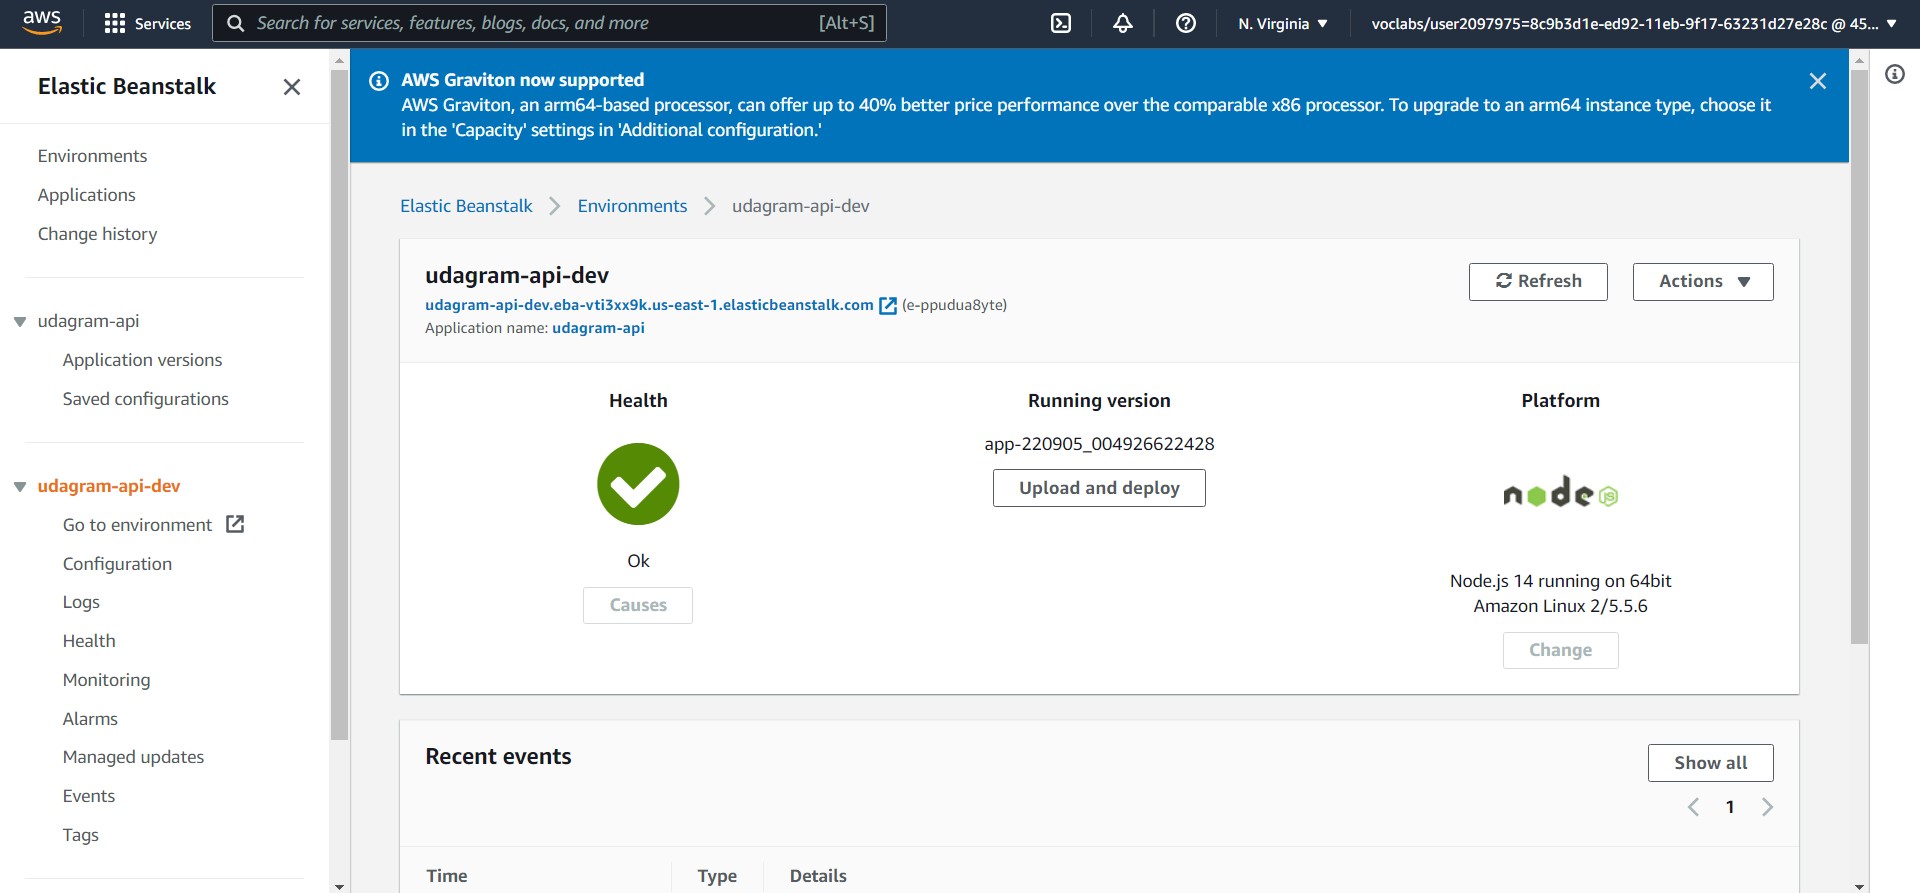 aws
Services
Search for services, features, blogs, docs, and more
[Alt+S]
N. Virginia
voclabs/user2097975=8c9b3d1e-ed92-11eb-9f17-63231d27e28c @ 45...
Elastic Beanstalk
Environments
Applications
Change history
udagram-api
Application versions
Saved configurations
udagram-api-dev
Go to environment
Configuration
Logs
Health
Monitoring
Alarms
Managed updates
Events
Tags
AWS Graviton now supported
AWS Graviton, an arm64-based processor, can offer up to 40% better price performance over the comparable x86 processor. To upgrade to an arm64 instance type, choose it
in the 'Capacity' settings in 'Additional configuration.'
Elastic Beanstalk
Environments
udagram-api-dev
udagram-api-dev
udagram-api-dev.eba-vti3xx9k.us-east-1.elasticbeanstalk.com (e-ppudua8yte)
Application name: udagram-api
Refresh
Actions
Health
Ok
Causes
Running version
app-220905_004926622428
Upload and deploy
Platform
node JS
Node.js 14 running on 64bit
Amazon Linux 2/5.5.6
Change
Recent events
Show all
1
Time
Type
Details